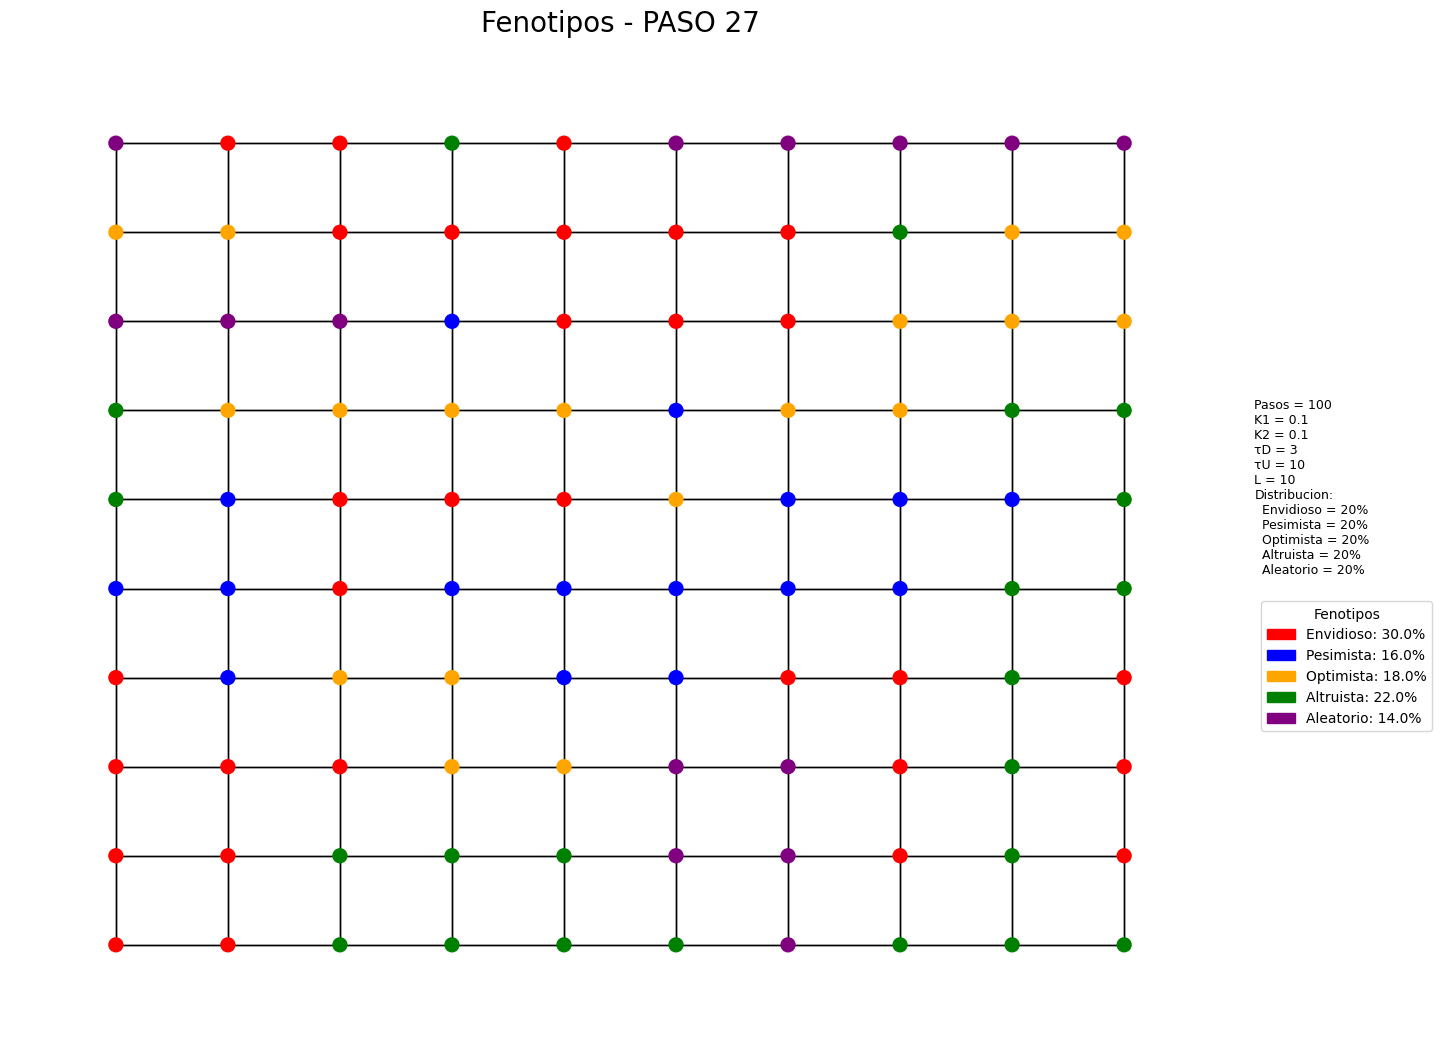 Fenotipos - PASO 27
Pasos = 100
K1 = 0.1
K2 = 0.1
τD = 3
τU = 10
L = 10
Distribucion:
Envidioso = 20%
Pesimista = 20%
Optimista = 20%
Altruista = 20%
Aleatorio = 20%
Fenotipos
Envidioso: 30.0%
Pesimista: 16.0%
Optimista: 18.0%
Altruista: 22.0%
Aleatorio: 14.0%